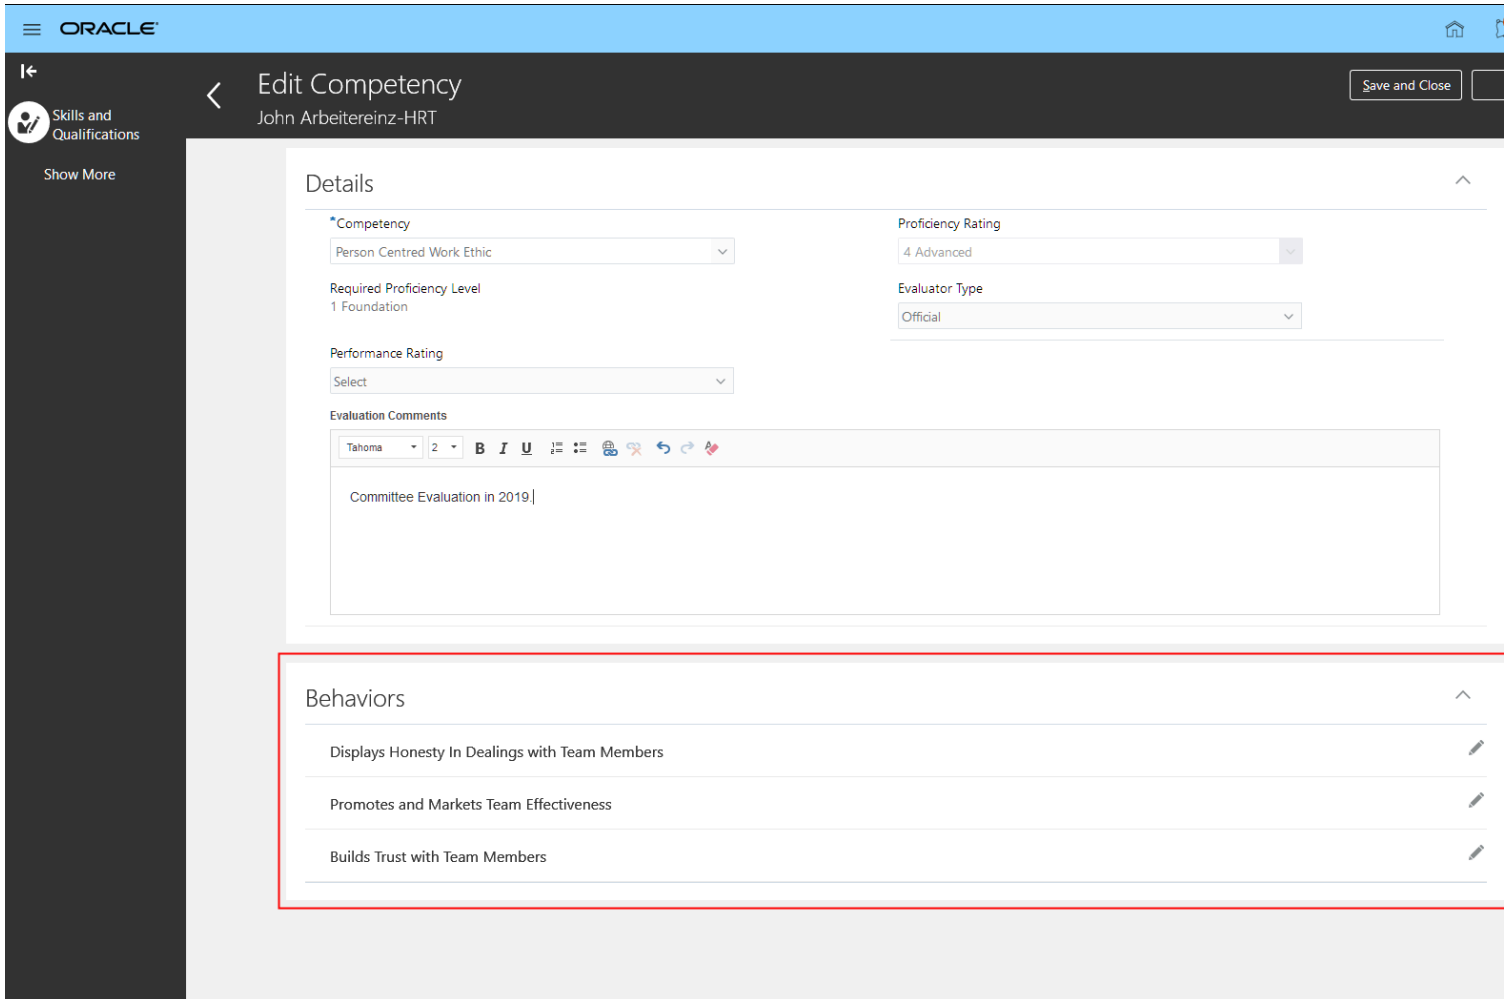 ORACLE
Skills and
Qualifications
Show More
Edit Competency
John Arbeitereinz-HRT
Save and Close
Details
*Competency
Person Centred Work Ethic
Proficiency Rating
4 Advanced
Required Proficiency Level
1 Foundation
Evaluator Type
Official
Performance Rating
Select
Evaluation Comments
Tahoma 2 B I U
Committee Evaluation in 2019.
Behaviors
Displays Honesty In Dealings with Team Members
Promotes and Markets Team Effectiveness
Builds Trust with Team Members